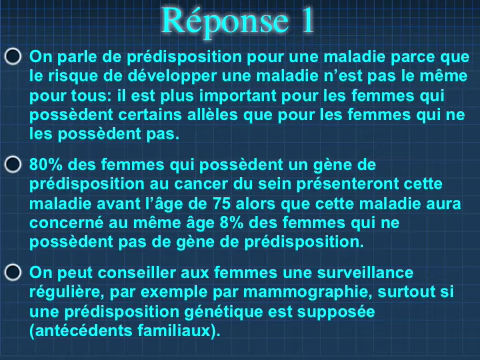 Réponse 1
On parle de prédisposition pour une maladie parce que
le risque de développer une maladie n’est pas le même
pour tous: il est plus important pour les femmes qui
possèdent certains allèles que pour les femmes qui ne
les possèdent pas.
80% des femmes qui possèdent un gène de
prédisposition au cancer du sein présenteront cette
maladie avant l’âge de 75 alors que cette maladie aura
concerné au même âge 8% des femmes qui ne
possèdent pas de gène de prédisposition.
On peut conseiller aux femmes une surveillance
régulière, par exemple par mammographie, surtout si
une prédisposition génétique est supposée
(antécédents familiaux).